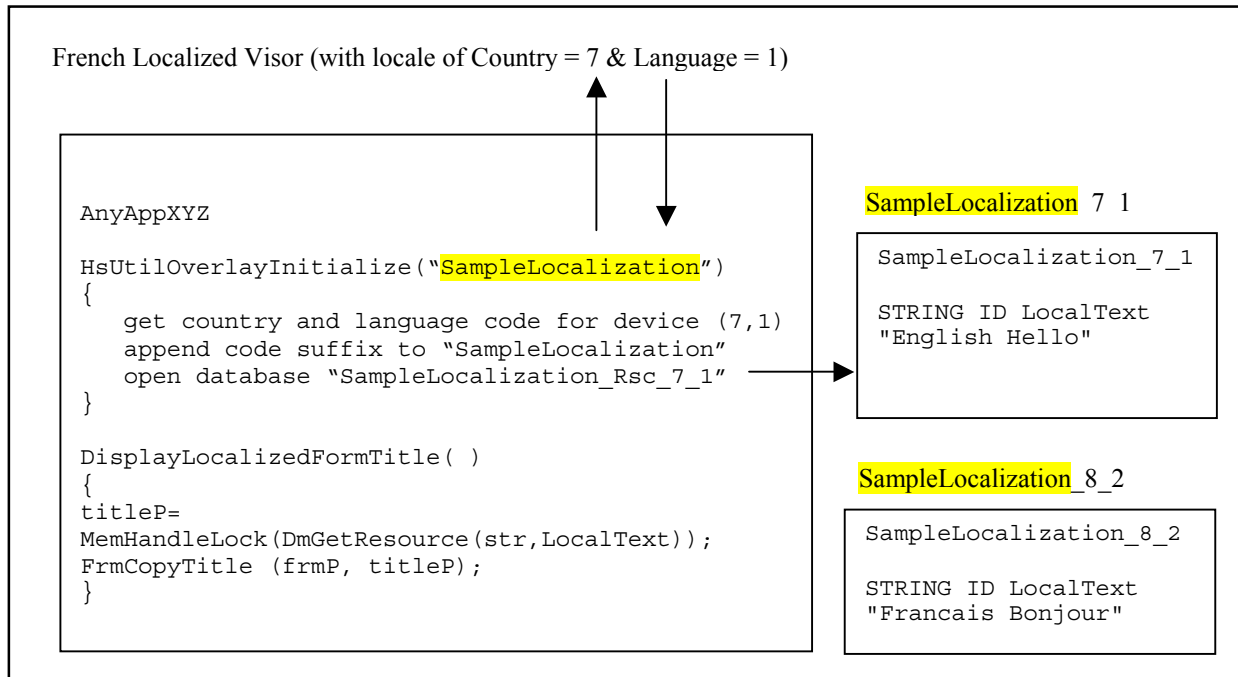 French Localized Visor (with locale of Country = 7 & Language = 1)
AnyAppXYZ
HsUtilOverlayInitialize(“SampleLocalization”)
{
get country and language code for device (7,1)
append code suffix to “SampleLocalization”
open database “SampleLocalization_Rsc_7_1”
}
DisplayLocalizedFormTitle( )
{
titleP=
MemHandleLock(DmGetResource(str,LocalText));
FrmCopyTitle (frmP, titleP);
}
SampleLocalization 7 1
SampleLocalization_7_1
STRING ID LocalText
"English Hello"
SampleLocalization_8_2
SampleLocalization_8_2
STRING ID LocalText
"Francais Bonjour"